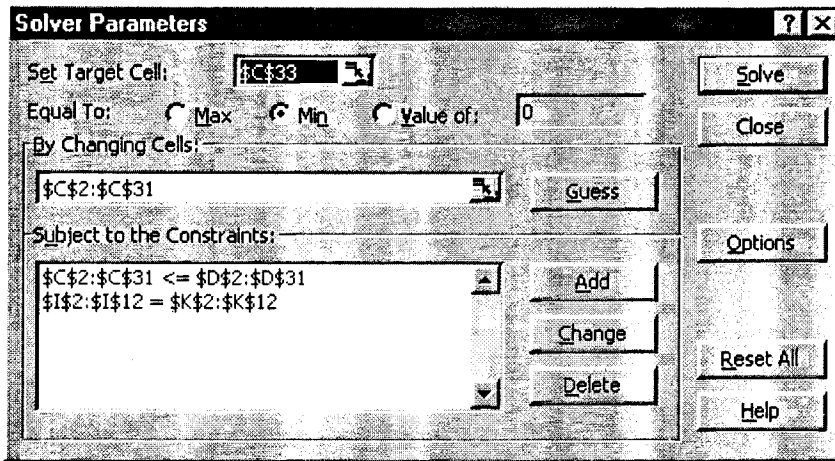 Solver Parameters
Set Target Cell: $C$33
Solve
Equal To: Max Min Value of: 0
Close
By Changing Cells:
$C$2:$C$31
Guess
Subject to the Constraints:
Options
$C$2:$C$31 <= $D$2:$D$31
$I$2:$I$12 = $K$2:$K$12
Add
Change
Reset All
Delete
Help